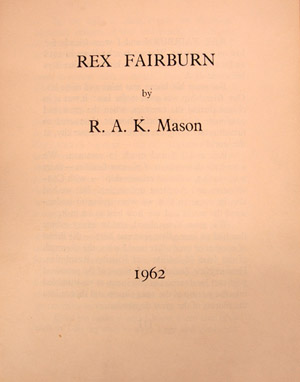 REX FAIRBURN
by
R. A. K. Mason
1962